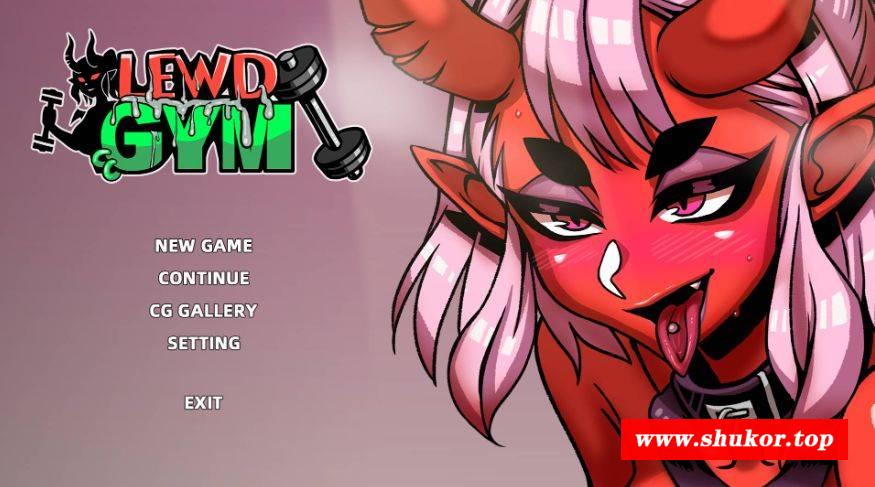 LEWD
GYM
NEW GAME
CONTINUE
CG GALLERY
SETTING
EXIT
www.shukor.top